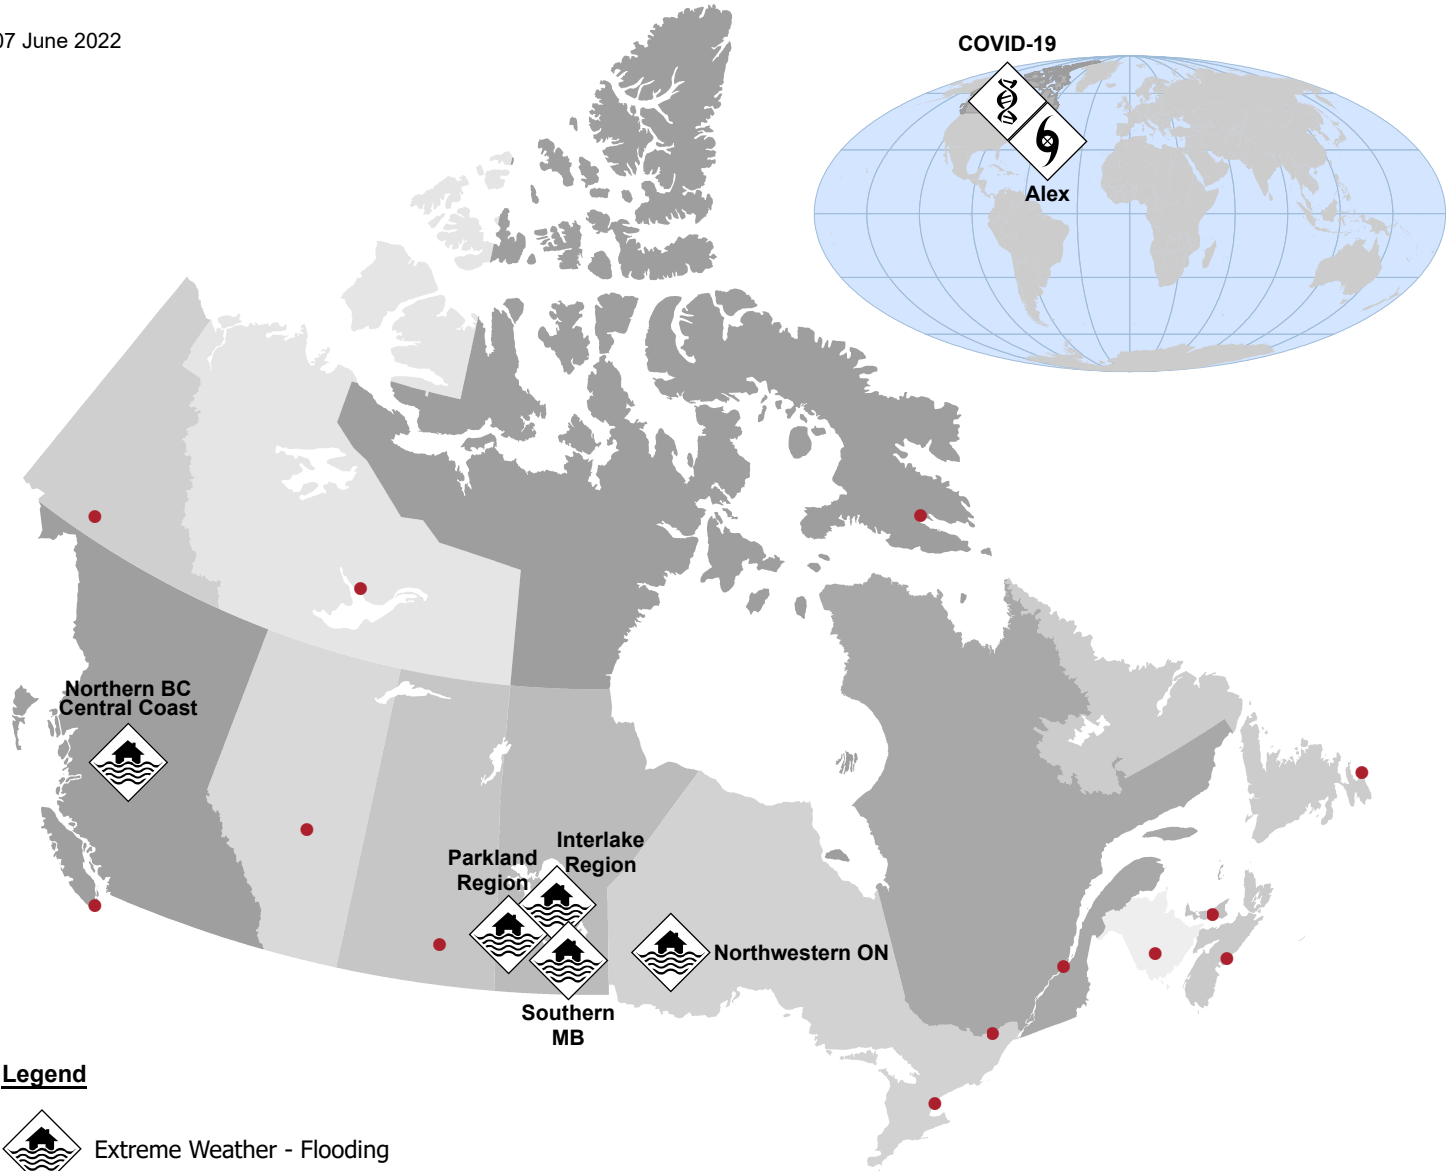 07 June 2022
COVID-19
Alex
Northern BC
Central Coast
Interlake
Region
Parkland
Region
Northwestern ON
Southern
MB
Legend
Extreme Weather - Flooding